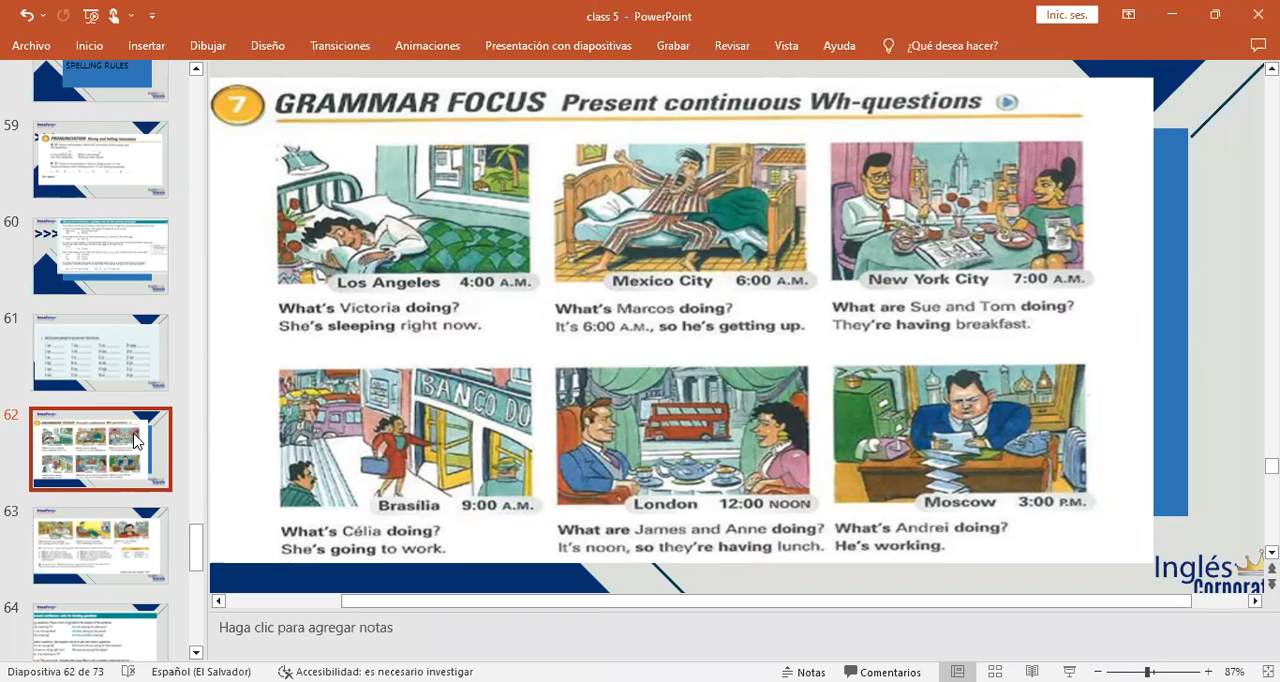 class 5 - PowerPoint
Inic. ses.
Archivo Inicio Insertar Dibujar Diseño Transiciones Animaciones Presentación con diapositivas Grabar Revisar Vista Ayuda ¿Qué desea hacer?
SPELLING RULES
59
PRONUNCIATION Rising and falling intonation
60
61
62
63
64
7 GRAMMAR FOCUS Present continuous Wh-questions
Los Angeles 4:00 A.M.
What's Victoria doing?
She's sleeping right now.
Mexico City 6:00 A.M.
What's Marcos doing?
It's 6:00 A.M., so he's getting up.
New York City 7:00 A.M.
What are Sue and Tom doing?
They're having breakfast.
BANCO DO
Brasília 9:00 A.M.
What's Célia doing?
She's going to work.
London 12:00 NOON
What are James and Anne doing?
It's noon, so they're having lunch.
Moscow 3:00 P.M.
What's Andrei doing?
He's working.
Inglés
Corporat
Haga clic para agregar notas
Diapositiva 62 de 73 Español (El Salvador) Accesibilidad: es necesario investigar Notas Comentarios 87%